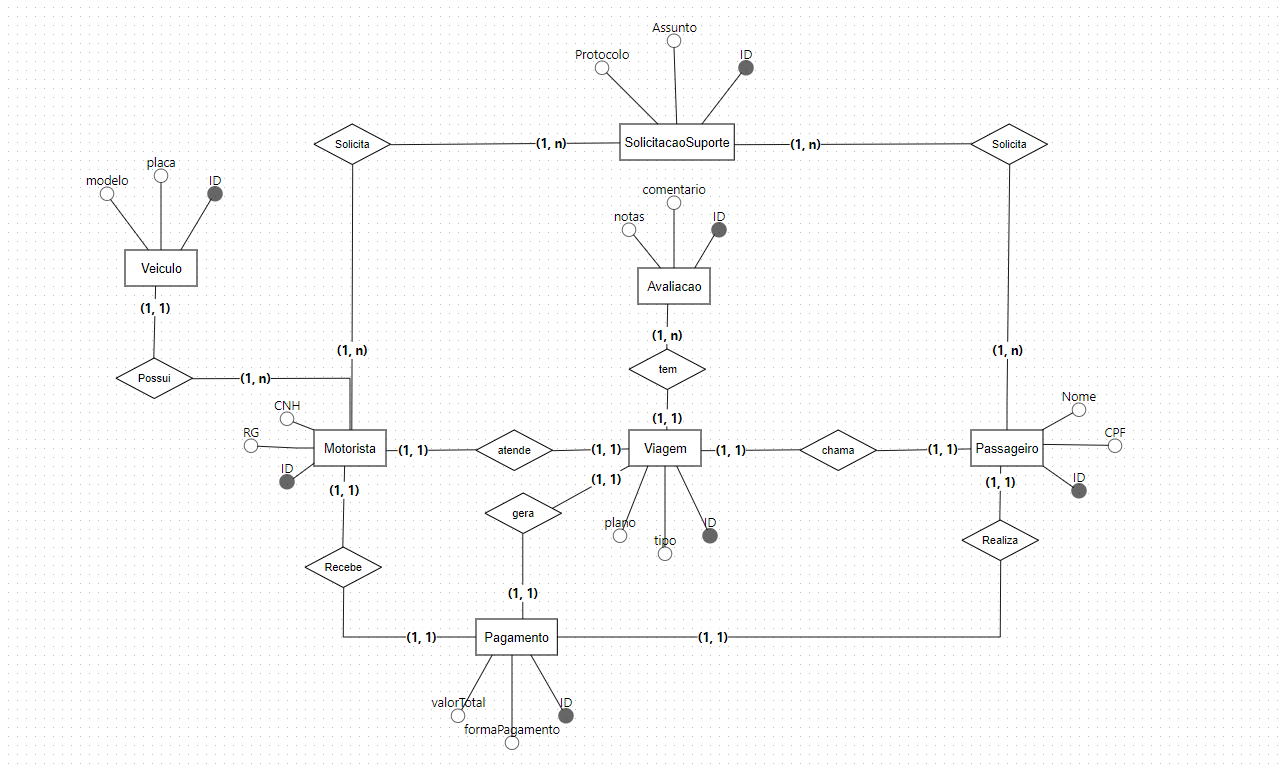 Assunto
Protocolo
ID
Solicita
(1, n)
SolicitacaoSuporte
(1, n)
Solicita
placa
modelo
ID
comentario
notas
ID
Veiculo
Avaliacao
(1, 1)
(1, n)
(1, n)
(1, n)
Possui
(1, n)
tem
Nome
CNH
(1, 1)
RG
CPF
Motorista
(1, 1)
atende
(1, 1)
Viagem
(1, 1)
chama
(1, 1)
Passageiro
ID
ID
(1, 1)
(1, 1)
(1, 1)
gera
plano
ID
tipo
Realiza
Recebe
(1, 1)
(1, 1)
Pagamento
(1, 1)
valorTotal
ID
formaPagamento